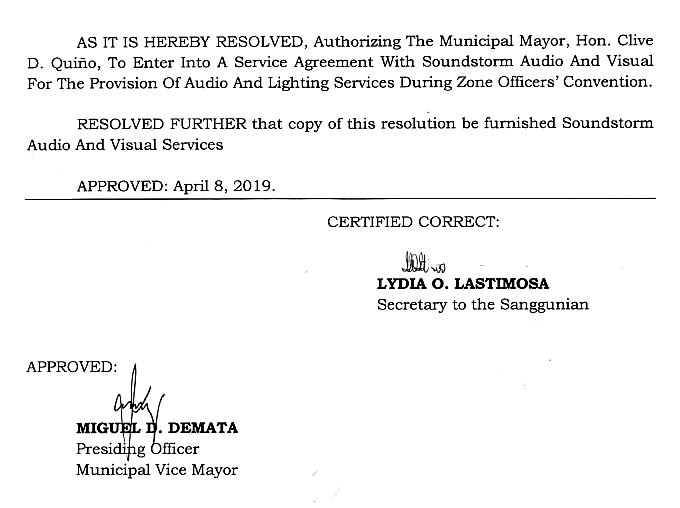 AS IT IS HEREBY RESOLVED, Authorizing The Municipal Mayor, Hon. Clive
D. Quiño, To Enter Into A Service Agreement With Soundstorm Audio And Visual
For The Provision Of Audio And Lighting Services During Zone Officers' Convention.
RESOLVED FURTHER that copy of this resolution be furnished Soundstorm
Audio And Visual Services
APPROVED: April 8, 2019.
CERTIFIED CORRECT:
LYDIA O. LASTIMOSA
Secretary to the Sanggunian
APPROVED:
MIGUEL D. DEMATA
Presiding Officer
Municipal Vice Mayor